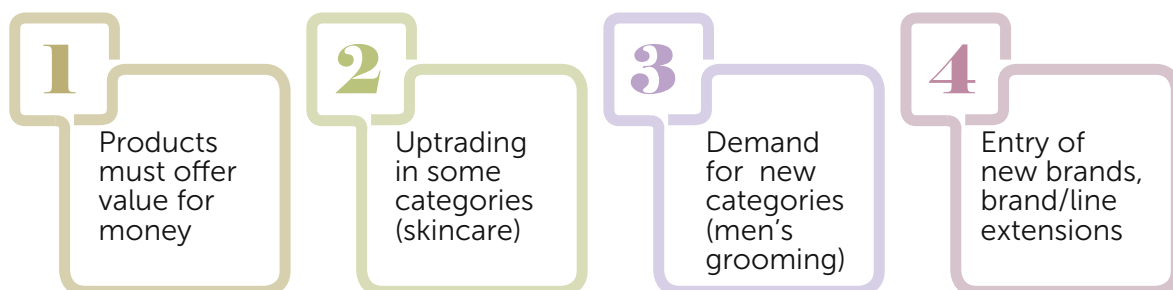 1
Products
must offer
value for
money
2
Uptrading
in some
categories
(skincare)
3
Demand
for new
categories
(men's
grooming)
4
Entry of
new brands,
brand/line
extensions